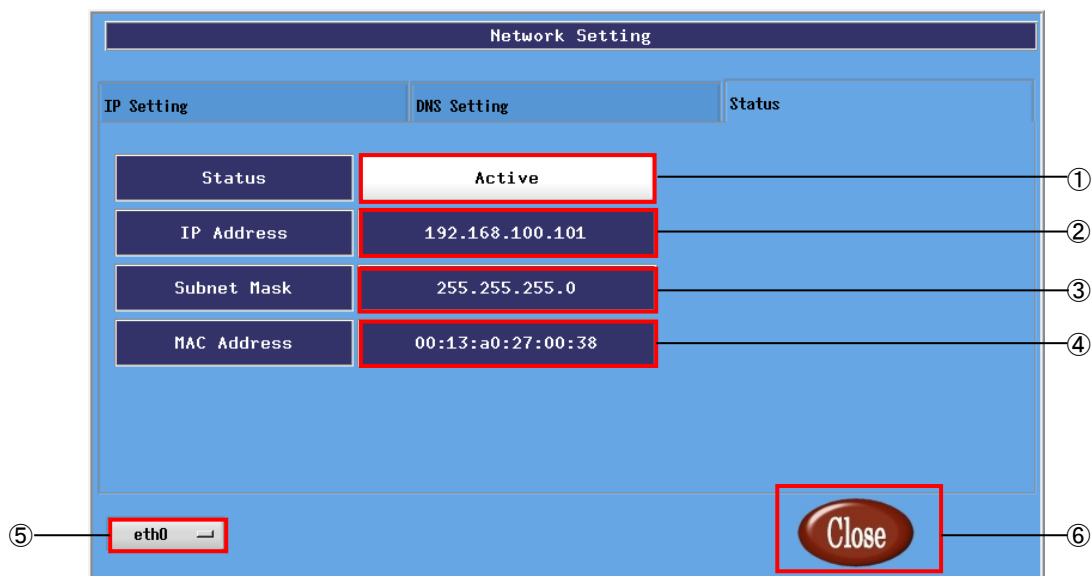 Network Setting
IP Setting DNS Setting Status
Status Active ①
IP Address 192.168.100.101 ②
Subnet Mask 255.255.255.0 ③
MAC Address 00:13:a0:27:00:38 ④
⑤ eth0 Close ⑥